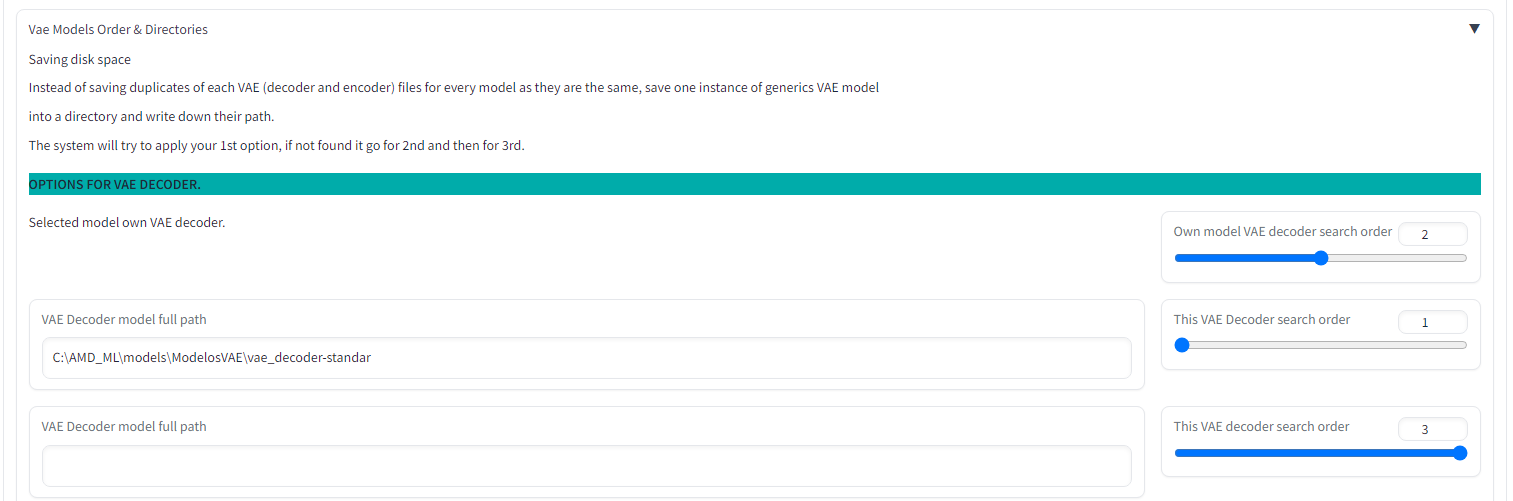 Vae Models Order & Directories ▼
Saving disk space
Instead of saving duplicates of each VAE (decoder and encoder) files for every model as they are the same, save one instance of generics VAE model
into a directory and write down their path.
The system will try to apply your 1st option, if not found it go for 2nd and then for 3rd.
OPTIONS FOR VAE DECODER.
Selected model own VAE decoder.
Own model VAE decoder search order 2
VAE Decoder model full path
C:\AMD_ML\models\ModelosVAE\vae_decoder-standar
This VAE Decoder search order 1
VAE Decoder model full path
This VAE decoder search order 3